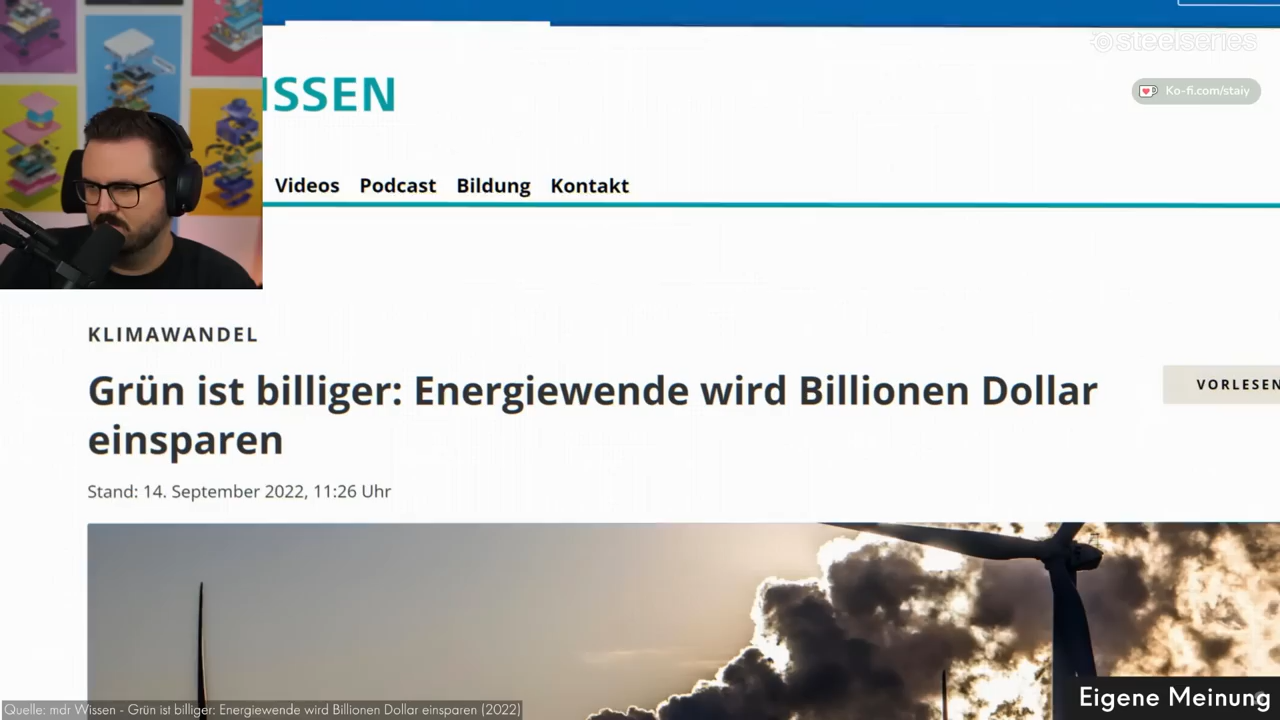 steelseries
Ko-fi.com/staiy
ISSEN
Videos Podcast Bildung Kontakt
KLIMAWANDEL
Grün ist billiger: Energiewende wird Billionen Dollar
einsparen
VORLESEN
Stand: 14. September 2022, 11:26 Uhr
Quelle: mdr Wissen - Grün ist billiger: Energiewende wird Billionen Dollar einsparen (2022)
Eigene Meinung